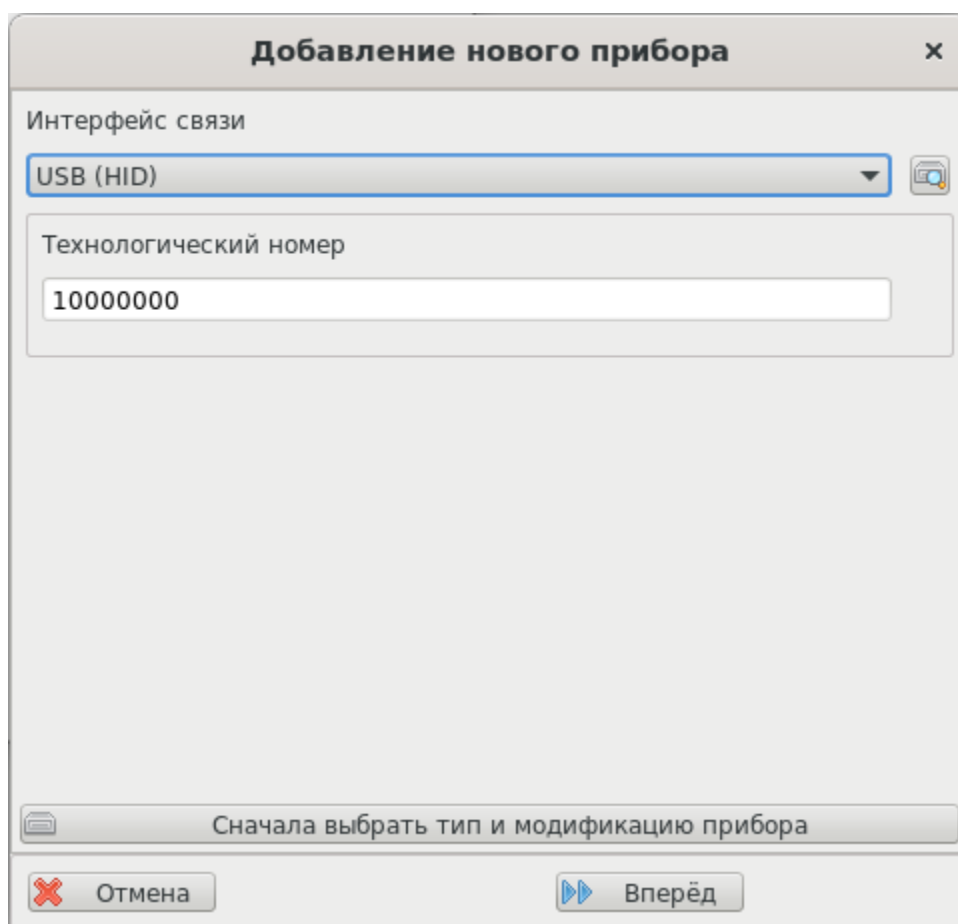 Добавление нового прибора
Интерфейс связи
USB (HID)
Технологический номер
10000000
Сначала выбрать тип и модификацию прибора
Отмена
Вперёд